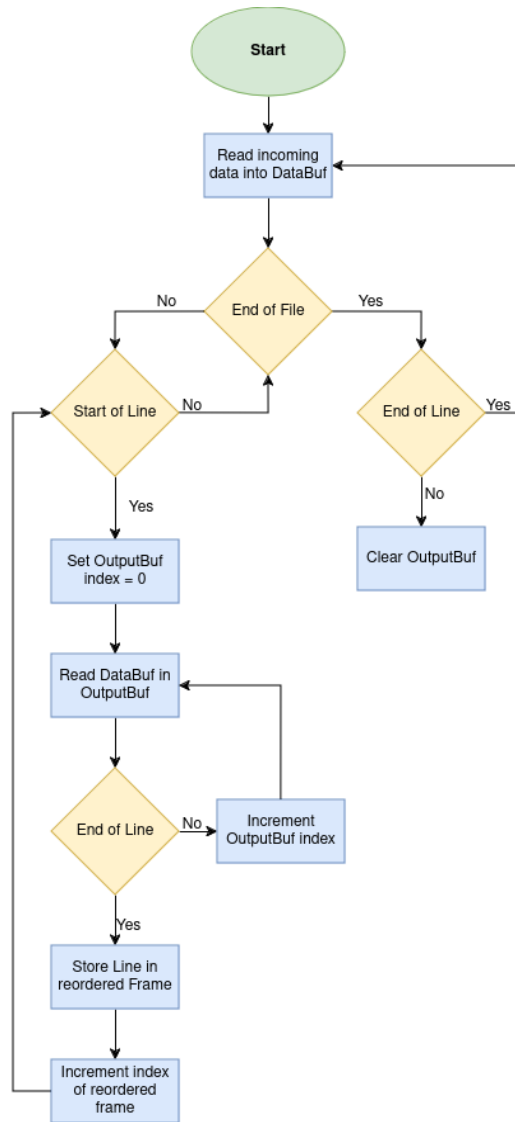 Start
Read incoming
data into DataBuf
No
End of File
Yes
Start of Line
No
End of Line
Yes
Yes
No
Set OutputBuf
index = 0
Clear OutputBuf
Read DataBuf in
OutputBuf
End of Line
No
Increment
OutputBuf index
Yes
Store Line in
reordered Frame
Increment index
of reordered
frame